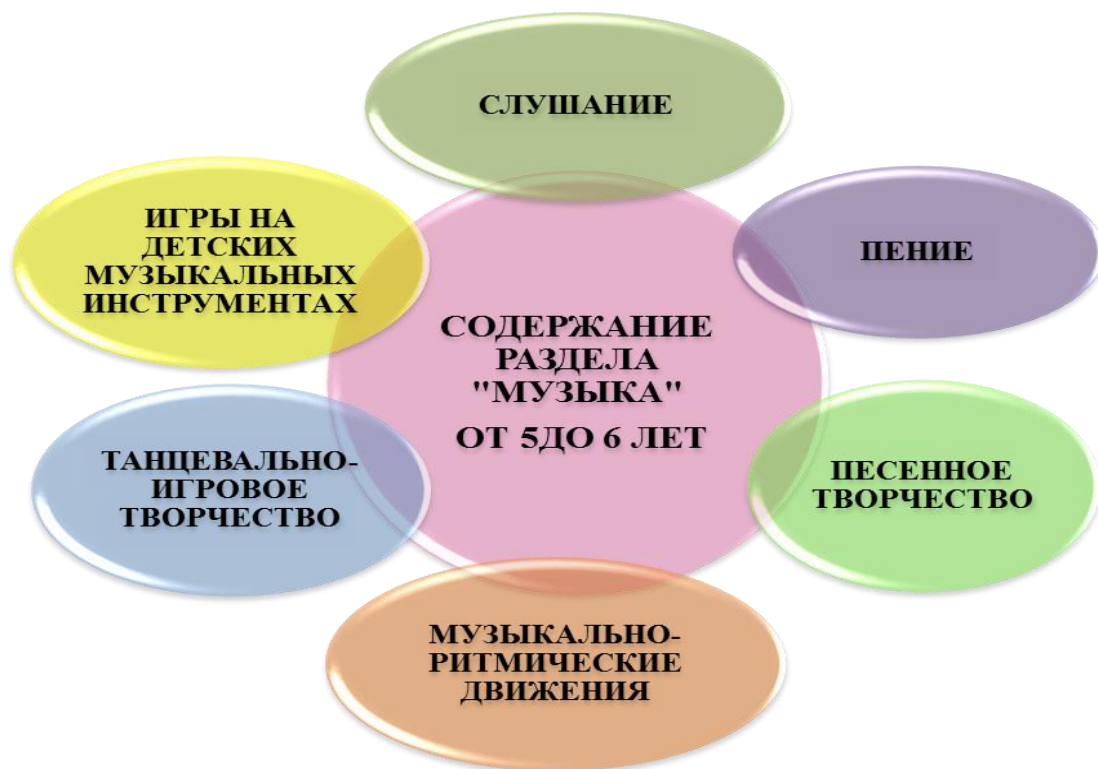 СЛУШАНИЕ
ИГРЫ НА
ДЕТСКИХ
МУЗЫКАЛЬНЫХ
ИНСТРУМЕНТАХ
ПЕНИЕ
СОДЕРЖАНИЕ
РАЗДЕЛА
"МУЗЫКА"
ОТ 5ДО 6 ЛЕТ
ТАНЦЕВАЛЬНО-
ИГРОВОЕ
ТВОРЧЕСТВО
ПЕСЕННОЕ
ТВОРЧЕСТВО
МУЗЫКАЛЬНО-
РИТМИЧЕСКИЕ
ДВИЖЕНИЯ